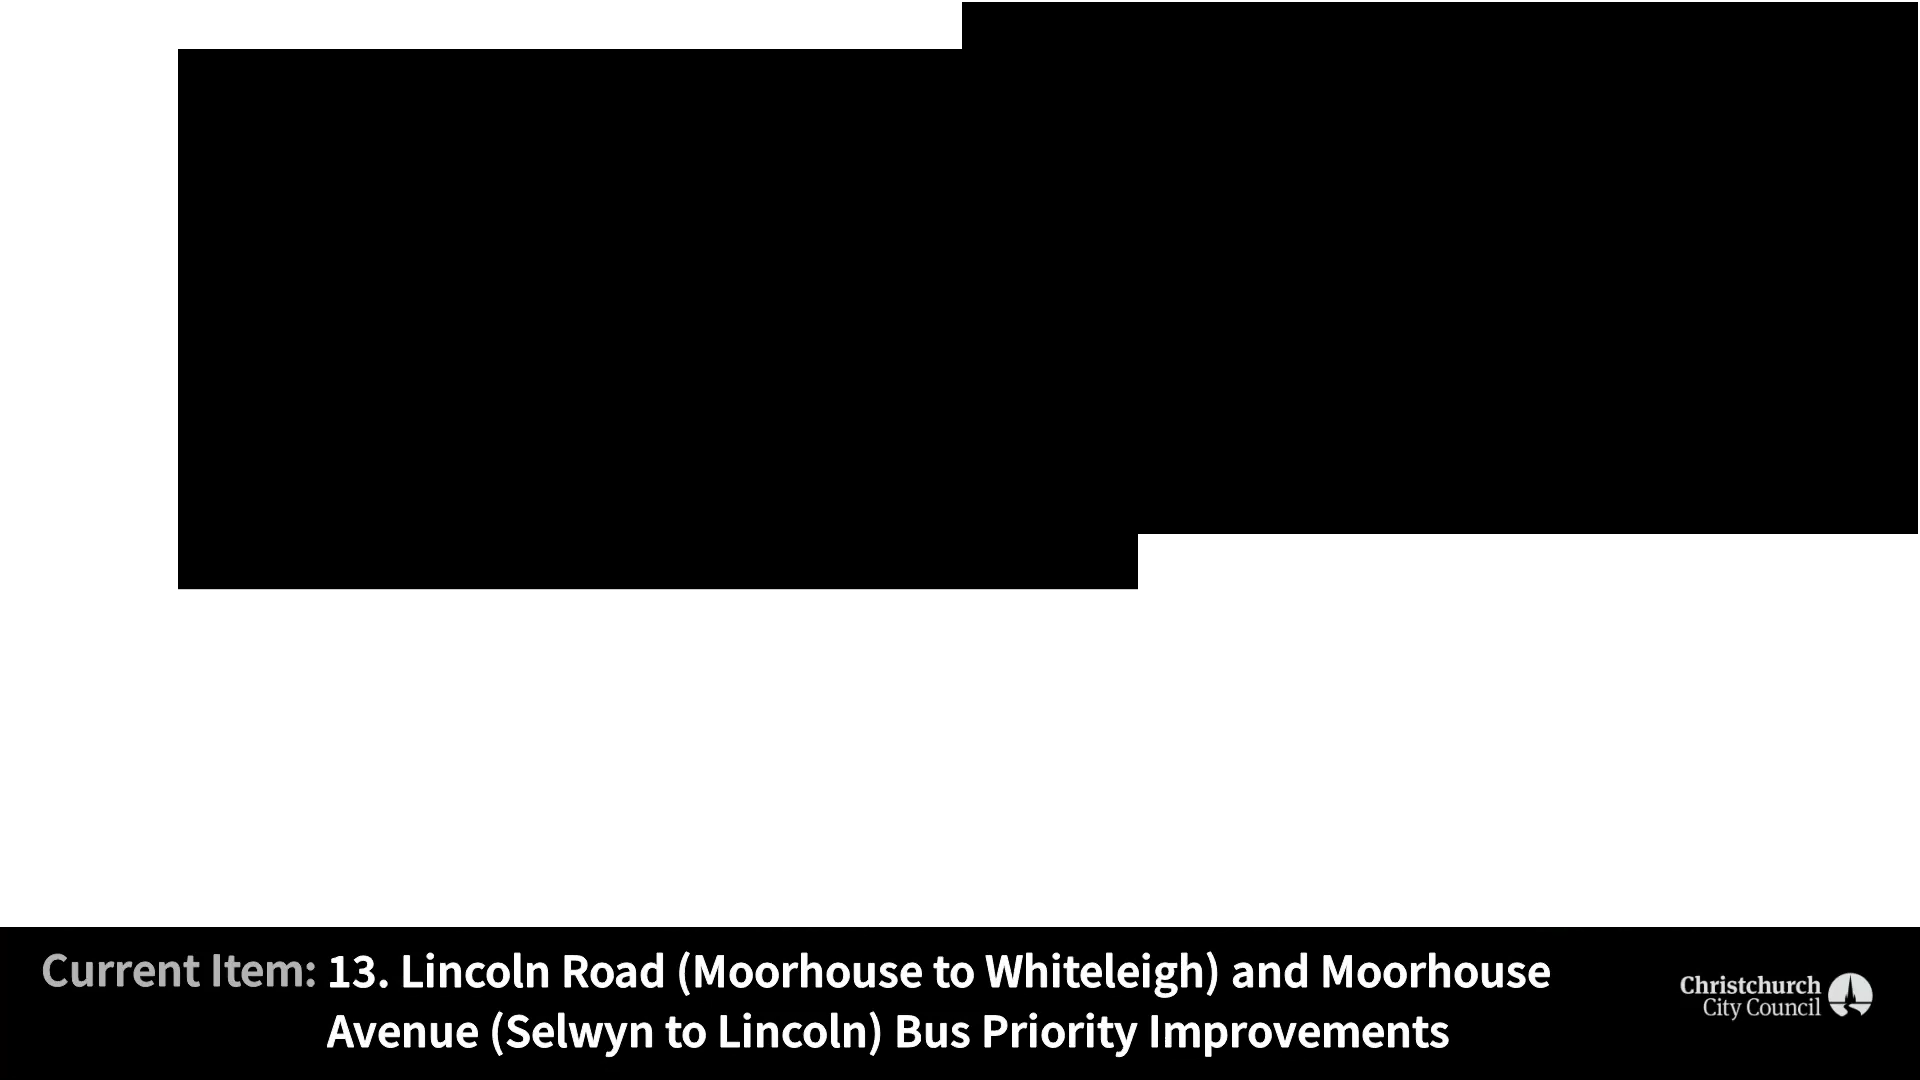 Current Item: 13. Lincoln Road (Moorhouse to Whiteleigh) and Moorhouse
Avenue (Selwyn to Lincoln) Bus Priority Improvements
Christchurch
City Council